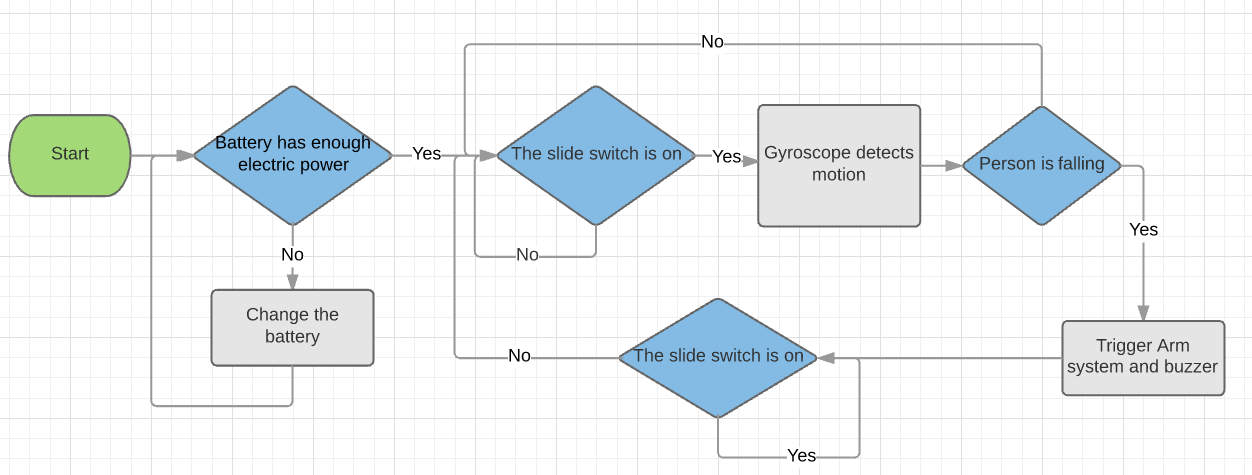 No
Start
Battery has enough
electric power
Yes
The slide switch is on
Yes
Gyroscope detects
motion
Person is falling
Yes
No
No
Change the
battery
No
The slide switch is on
Trigger Arm
system and buzzer
Yes